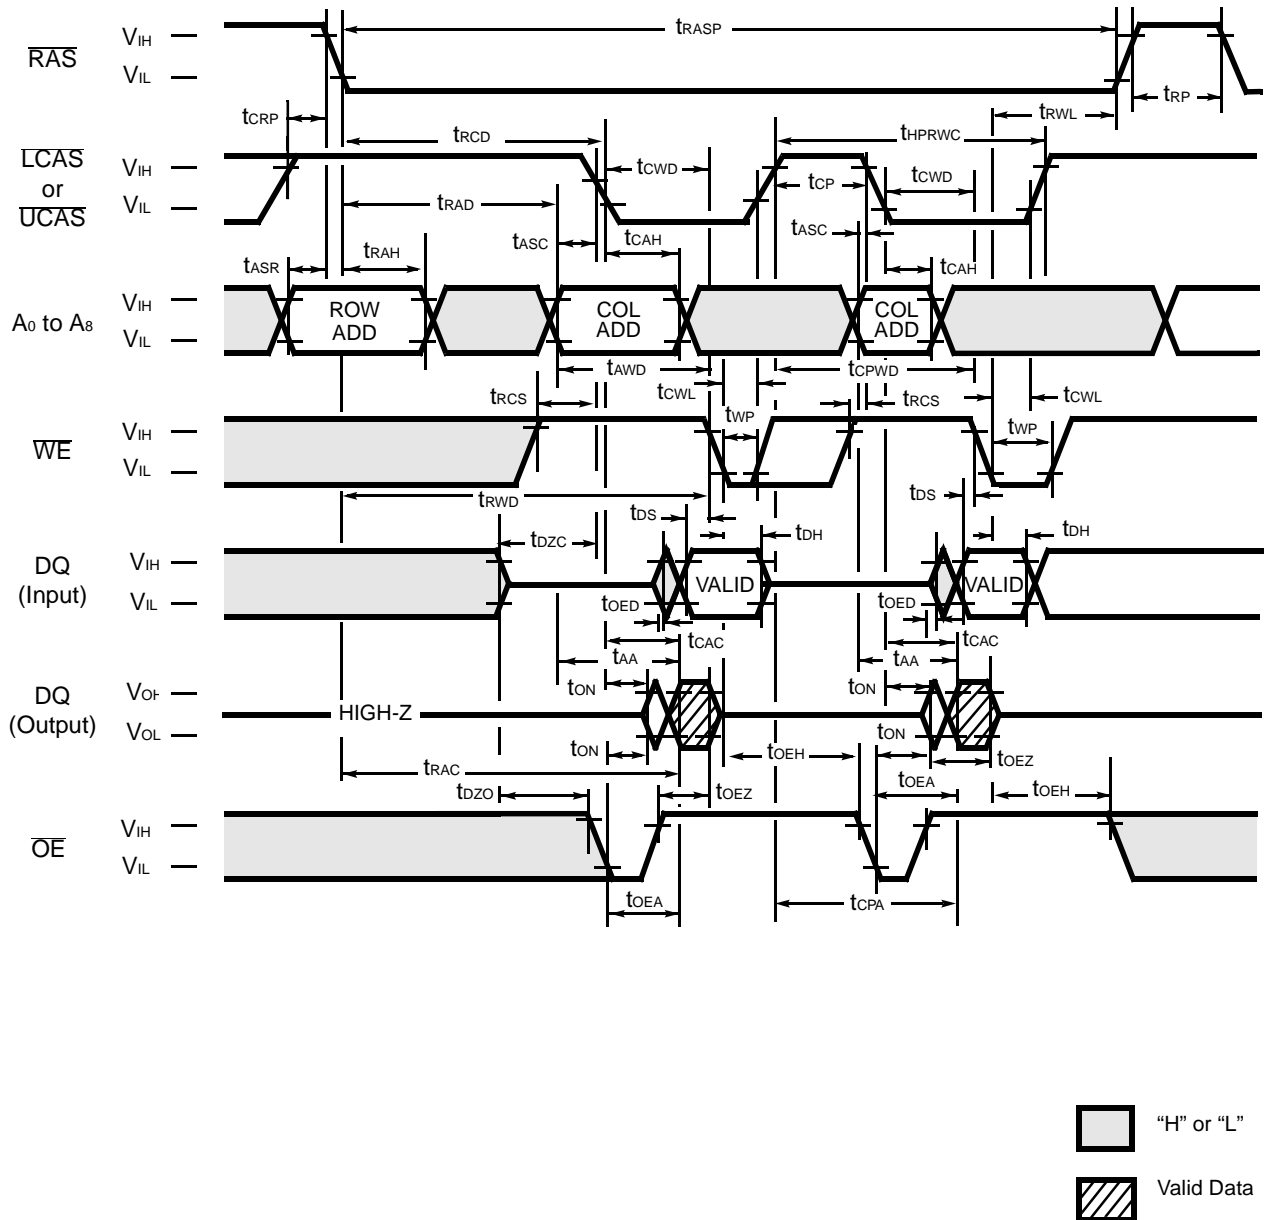 tRASP
RAS
VIH
VIL
tRP
tCRP
tRWL
tRCD
tHPRWC
LCAS
or
UCAS
VIH
VIL
tCWD
tCP
tCWD
tRAD
tASC
tCAH
tASC
tCAH
tASR
tRAH
A0 to A8
VIH
VIL
ROW
ADD
COL
ADD
COL
ADD
tAWD
tCPWD
tRCS
tCWL
tRCS
tCWL
tWP
tWP
WE
VIH
VIL
tRWD
tDS
tDS
tDZC
tDH
tDH
DQ
(Input)
VIH
VIL
VALID
VALID
tOED
tOED
tCAC
tCAC
tAA
tAA
tON
tON
DQ
(Output)
VOH
VOL
HIGH-Z
tON
tON
tOEH
tOEZ
tRAC
tDZO
tOEZ
tOEA
tOEH
OE
VIH
VIL
tOEA
tCPA
“H” or “L”
Valid Data